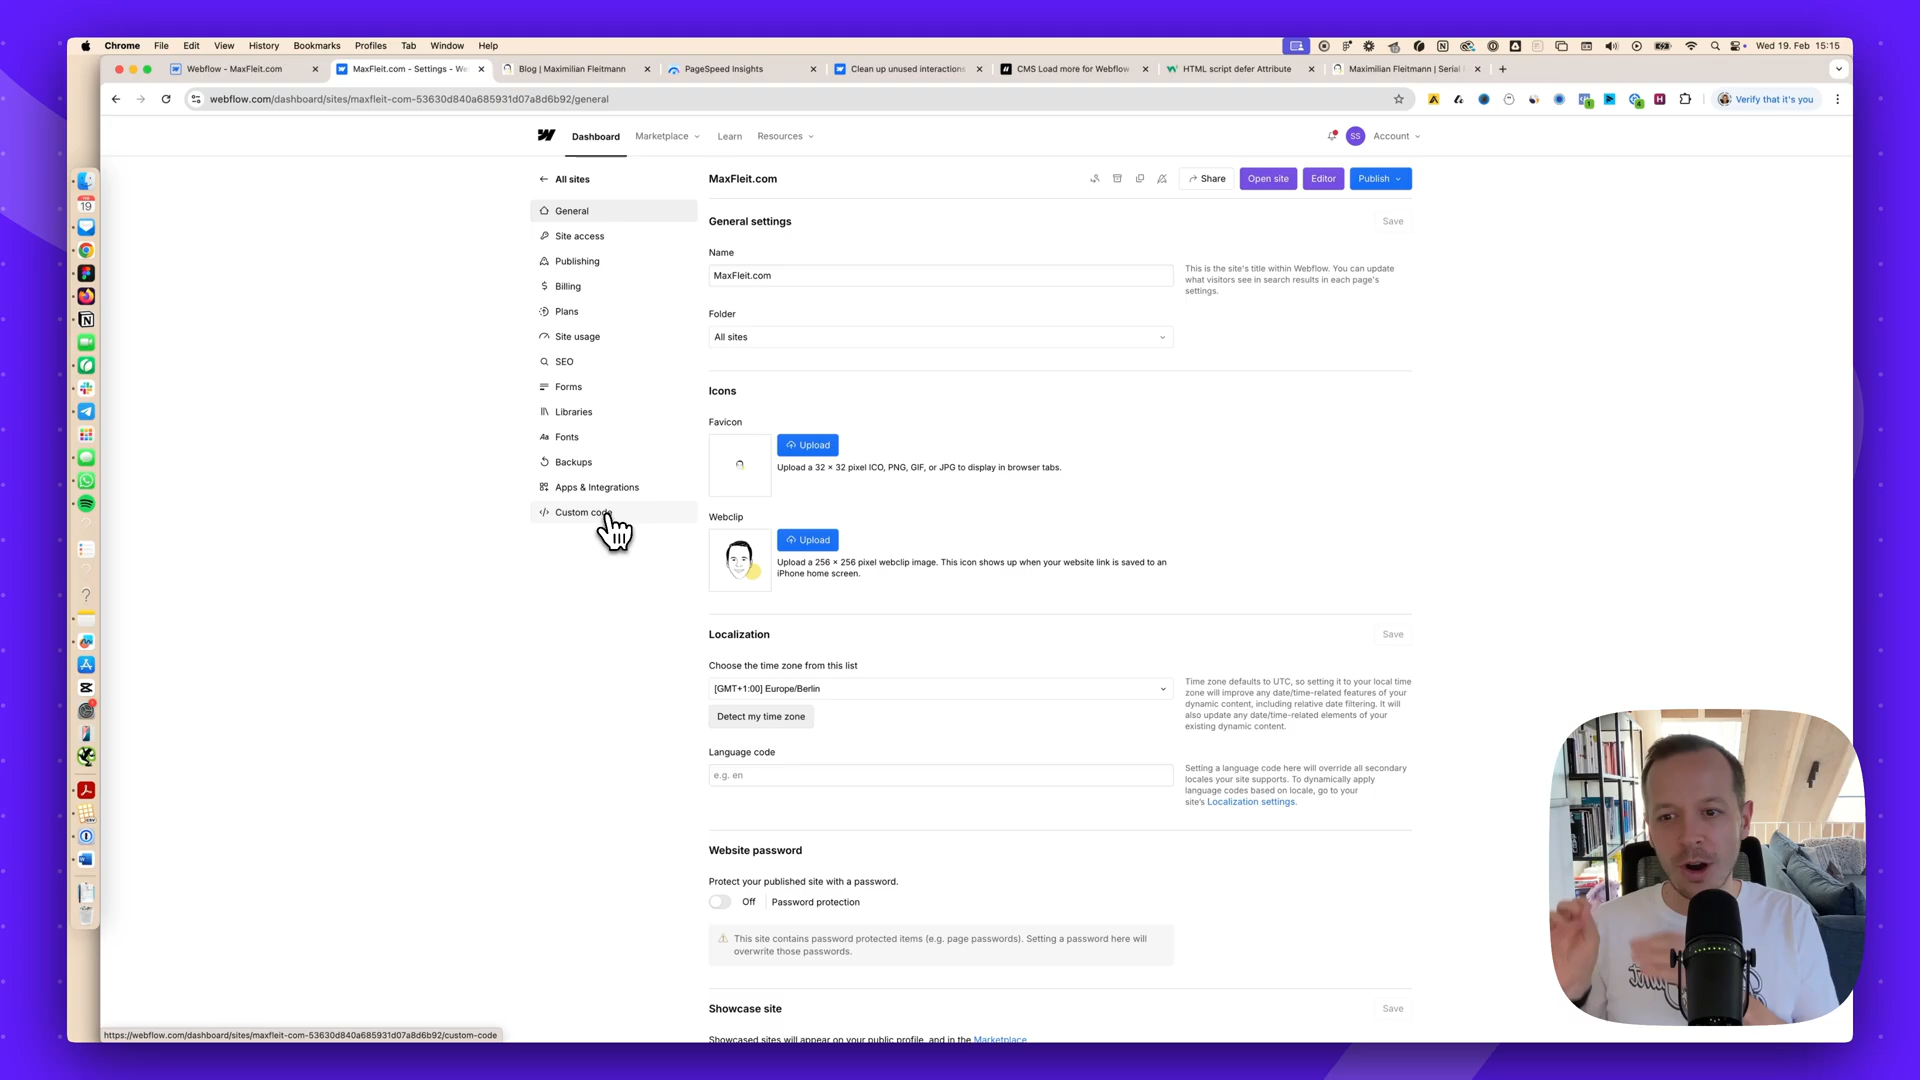 Chrome File Edit View History Bookmarks Profiles Tab Window Help
Wed 19. Feb 15:15
Webflow - MaxFleit.com
MaxFleit.com - Settings - We
Blog | Maximilian Fleitmann
PageSpeed Insights
Clean up unused interactions
CMS Load more for Webflow
HTML script defer Attribute
Maximilian Fleitmann | Serial
webflow.com/dashboard/sites/maxfleit-com-53630d840a685931d07a8d6b92/general
Verify that it's you
Dashboard Marketplace Learn Resources
SS Account
All sites
General
Site access
Publishing
Billing
Plans
Site usage
SEO
Forms
Libraries
Fonts
Backups
Apps & Integrations
Custom code
MaxFleit.com
Share Open site Editor Publish
General settings
Save
Name
MaxFleit.com
This is the site's title within Webflow. You can update
what visitors see in search results in each page's
settings.
Folder
All sites
Icons
Favicon
Upload
Upload a 32 × 32 pixel ICO, PNG, GIF, or JPG to display in browser tabs.
Webclip
Upload
Upload a 256 × 256 pixel webclip image. This icon shows up when your website link is saved to an
iPhone home screen.
Localization
Save
Choose the time zone from this list
[GMT+1:00] Europe/Berlin
Detect my time zone
Time zone defaults to UTC, so setting it to your local time
zone will improve any date/time-related features of your
dynamic content, including relative date filtering. It will
also update any date/time-related elements of your
existing dynamic content.
Language code
e.g. en
Setting a language code here will override all secondary
locales your site supports. To dynamically apply
language codes based on locale, go to your
site's Localization settings.
Website password
Protect your published site with a password.
Off Password protection
This site contains password protected items (e.g. page passwords). Setting a password here will
overwrite those passwords.
Showcase site
Save
Showcased sites will appear on your public profile, and in the Marketplace
https://webflow.com/dashboard/sites/maxfleit-com-53630d840a685931d07a8d6b92/custom-code